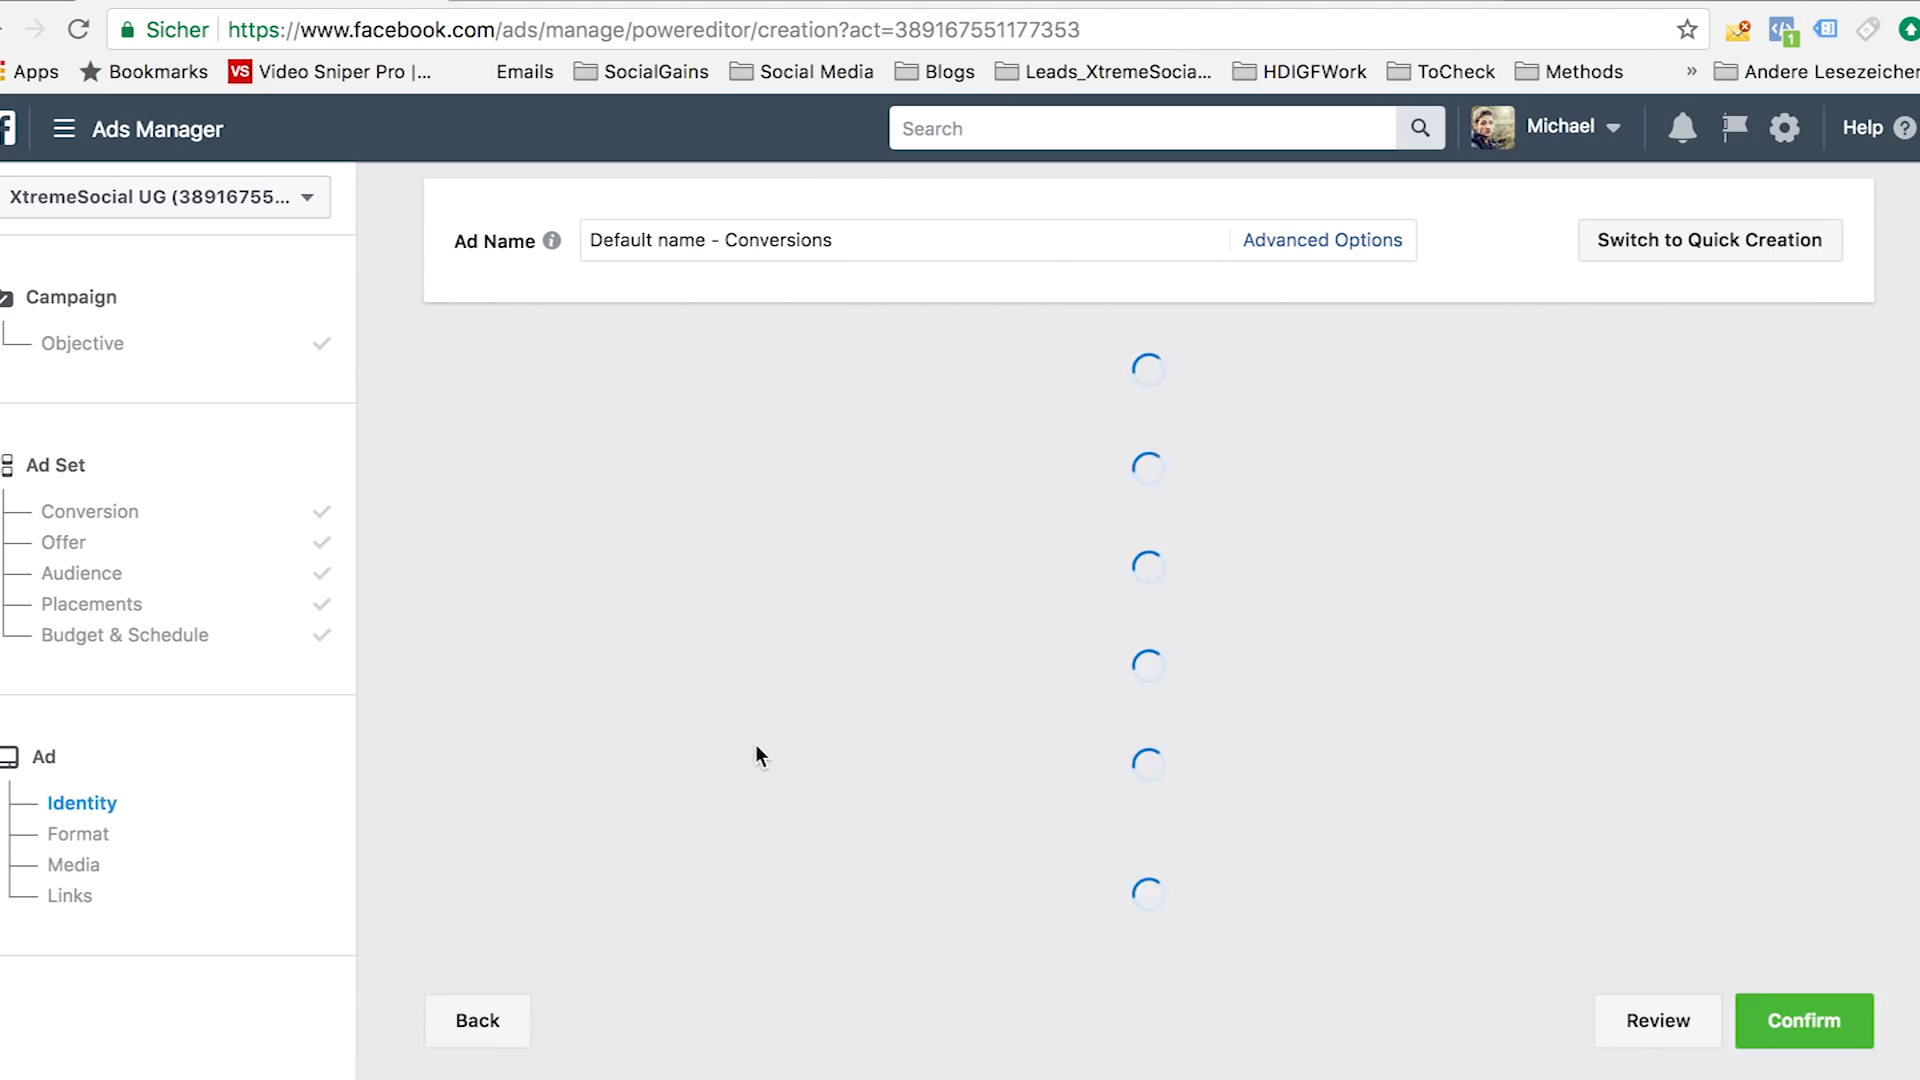 Sicher https://www.facebook.com/ads/manage/powereditor/creation?act=389167551177353
Apps Bookmarks VS Video Sniper Pro |... Emails SocialGains Social Media Blogs Leads_XtremeSocia... HDIGFWork ToCheck Methods » Andere Lesezeichen
Ads Manager Search Michael Help ?
XtremeSocial UG (38916755...
Ad Name i Default name - Conversions Advanced Options Switch to Quick Creation
Campaign
Objective
Ad Set
Conversion
Offer
Audience
Placements
Budget & Schedule
Ad
Identity
Format
Media
Links
Back Review Confirm